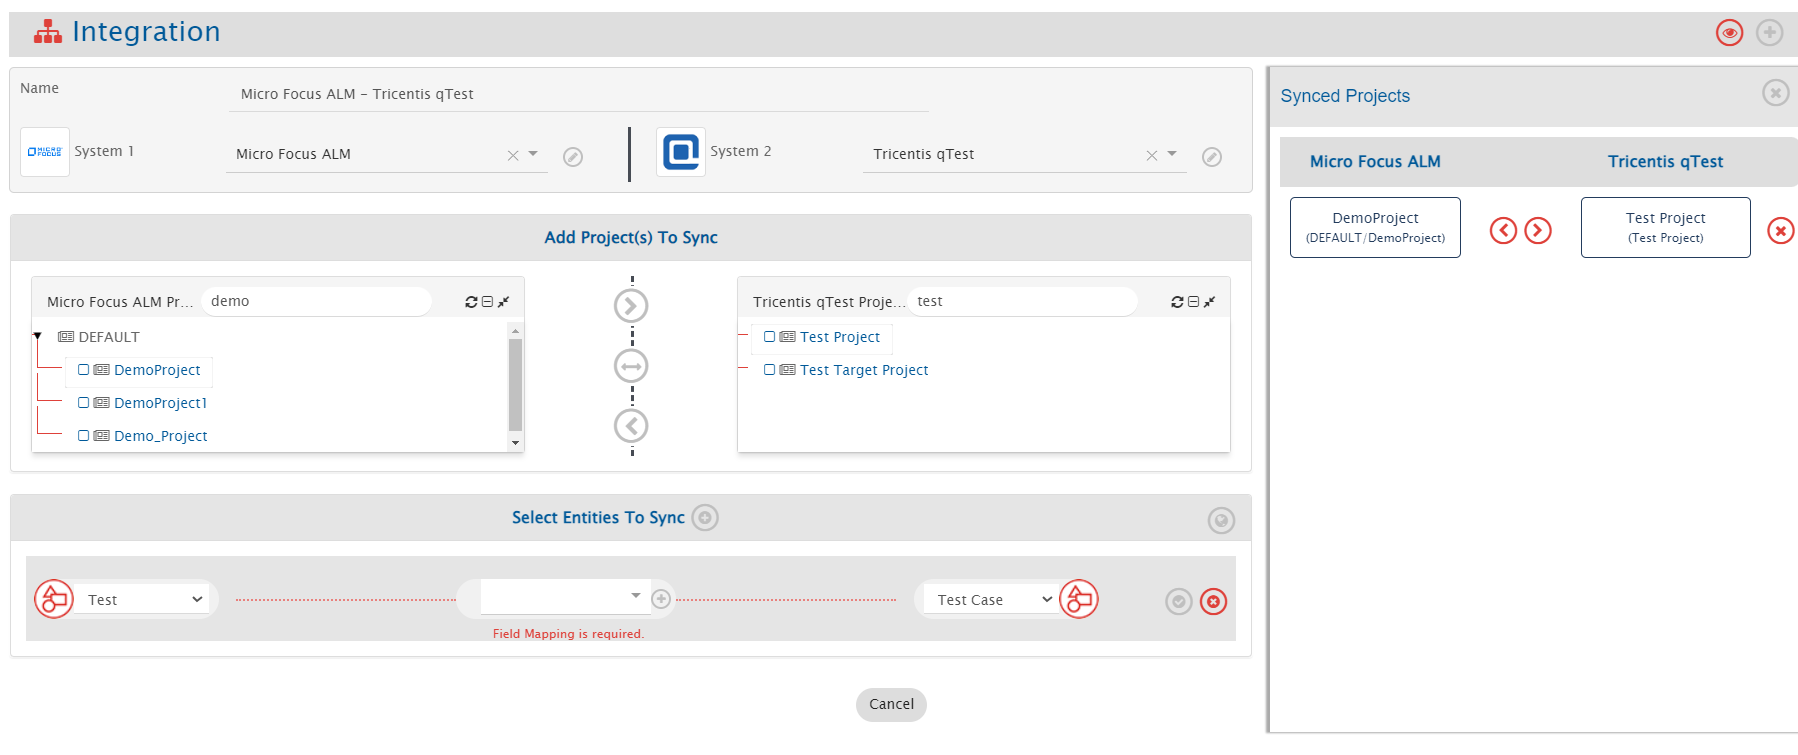 Integration
Name
Micro Focus ALM – Tricentis qTest
MICRO
FOCUS
System 1
Micro Focus ALM
System 2
Tricentis qTest
Add Project(s) To Sync
Micro Focus ALM Pr...
demo
DEFAULT
DemoProject
DemoProject1
Demo_Project
Tricentis qTest Proje...
test
Test Project
Test Target Project
Select Entities To Sync
Test
Test Case
Field Mapping is required.
Cancel
Synced Projects
Micro Focus ALM
Tricentis qTest
DemoProject
(DEFAULT/DemoProject)
Test Project
(Test Project)